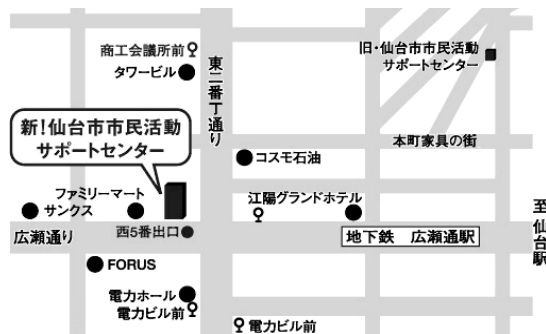 商工会議所前
タワービル
東二番丁通り
旧・仙台市市民活動
サポートセンター
新!仙台市市民活動
サポートセンター
本町家具の街
コスモ石油
ファミリーマート
サンクス
江陽グランドホテル
西5番出口
広瀬通り
地下鉄 広瀬通駅
至 仙台駅
FORUS
電力ホール
電力ビル前
電力ビル前